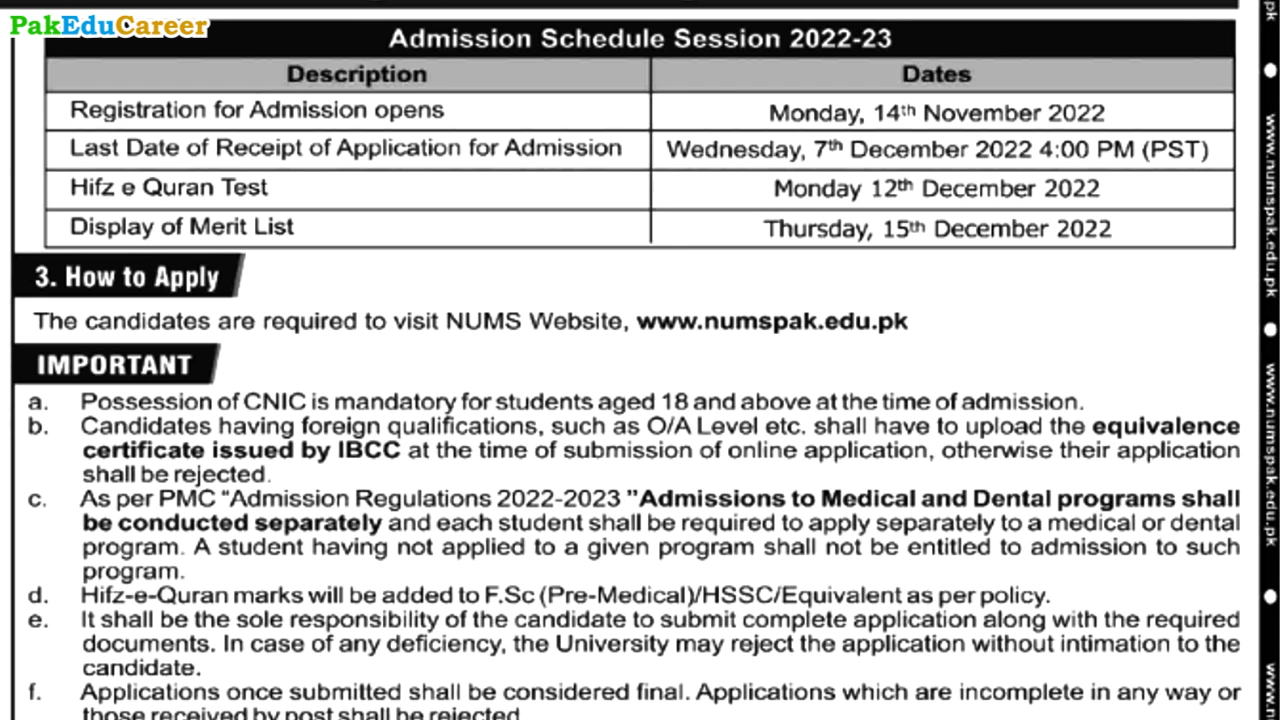 PakEduCareer
Admission Schedule Session 2022-23
Description Dates
Registration for Admission opens Monday, 14th November 2022
Last Date of Receipt of Application for Admission Wednesday, 7th December 2022 4:00 PM (PST)
Hifz e Quran Test Monday 12th December 2022
Display of Merit List Thursday, 15th December 2022
3. How to Apply
The candidates are required to visit NUMS Website, www.numspak.edu.pk
IMPORTANT
a. Possession of CNIC is mandatory for students aged 18 and above at the time of admission.
b. Candidates having foreign qualifications, such as O/A Level etc. shall have to upload the equivalence
certificate issued by IBCC at the time of submission of online application, otherwise their application
shall be rejected.
c. As per PMC "Admission Regulations 2022-2023 "Admissions to Medical and Dental programs shall
be conducted separately and each student shall be required to apply separately to a medical or dental
program. A student having not applied to a given program shall not be entitled to admission to such
program.
d. Hifz-e-Quran marks will be added to F.Sc (Pre-Medical)/HSSC/Equivalent as per policy.
e. It shall be the sole responsibility of the candidate to submit complete application along with the required
documents. In case of any deficiency, the University may reject the application without intimation to the
candidate.
f. Applications once submitted shall be considered final. Applications which are incomplete in any way or
those received by post shall be rejected
www.numspak.edu.pk
www.numspak.edu.pk